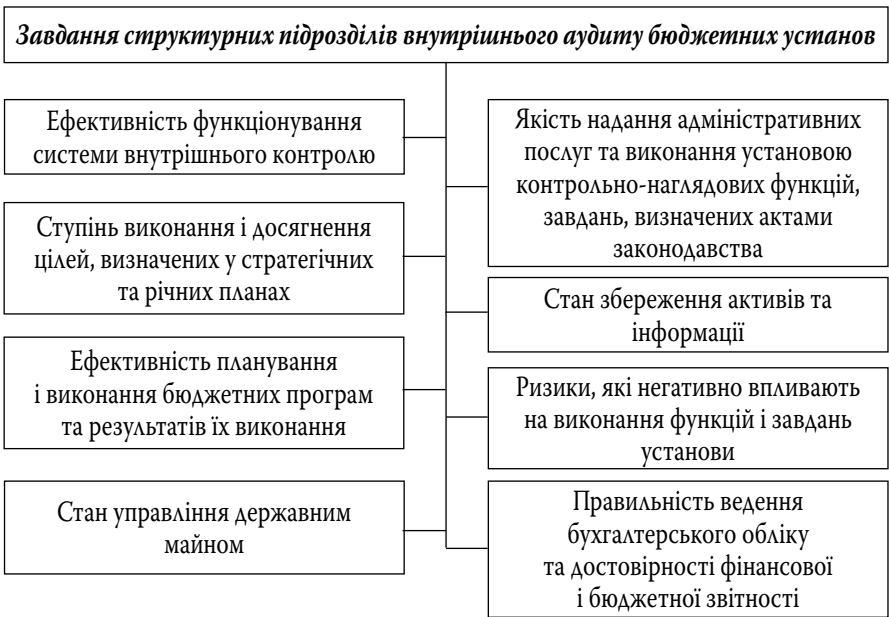 Завдання структурних підрозділів внутрішнього аудиту бюджетних установ
Ефективність функціонування
системи внутрішнього контролю
Ступінь виконання і досягнення
цілей, визначених у стратегічних
та річних планах
Ефективність планування
і виконання бюджетних програм
та результатів їх виконання
Стан управління державним
майном
Якість надання адміністративних
послуг та виконання установою
контрольно-наглядових функцій,
завдань, визначених актами
законодавства
Стан збереження активів та
інформації
Ризики, які негативно впливають
на виконання функцій і завдань
установи
Правильність ведення
бухгалтерського обліку
та достовірності фінансової
і бюджетної звітності